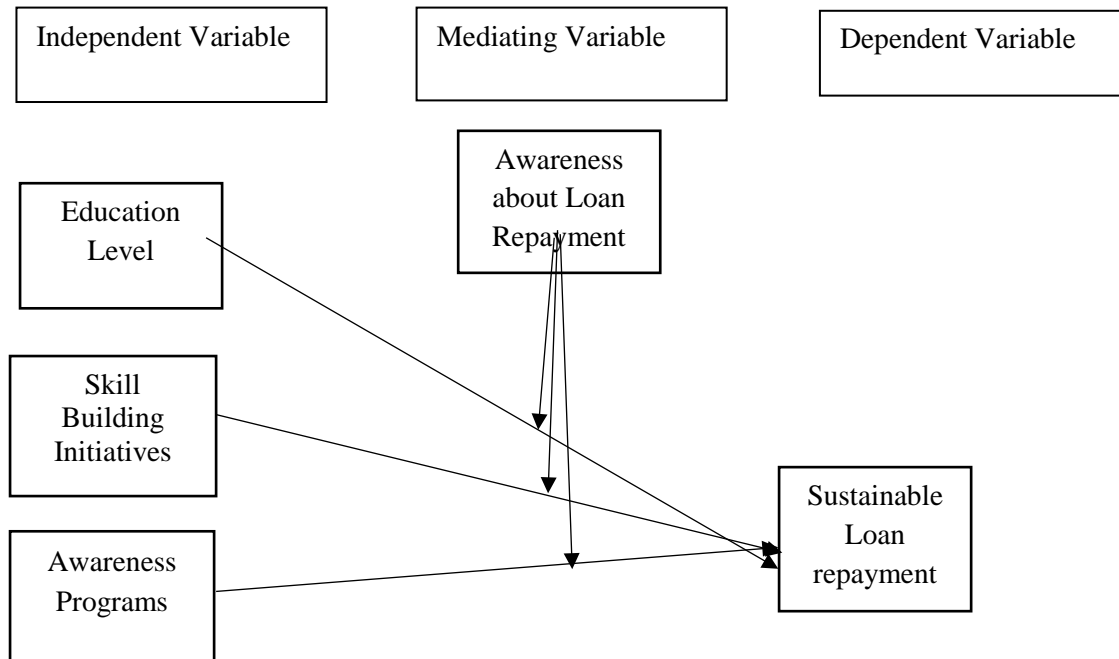 Independent Variable
Mediating Variable
Dependent Variable
Awareness
about Loan
Repayment
Education
Level
Skill
Building
Initiatives
Sustainable
Loan
repayment
Awareness
Programs